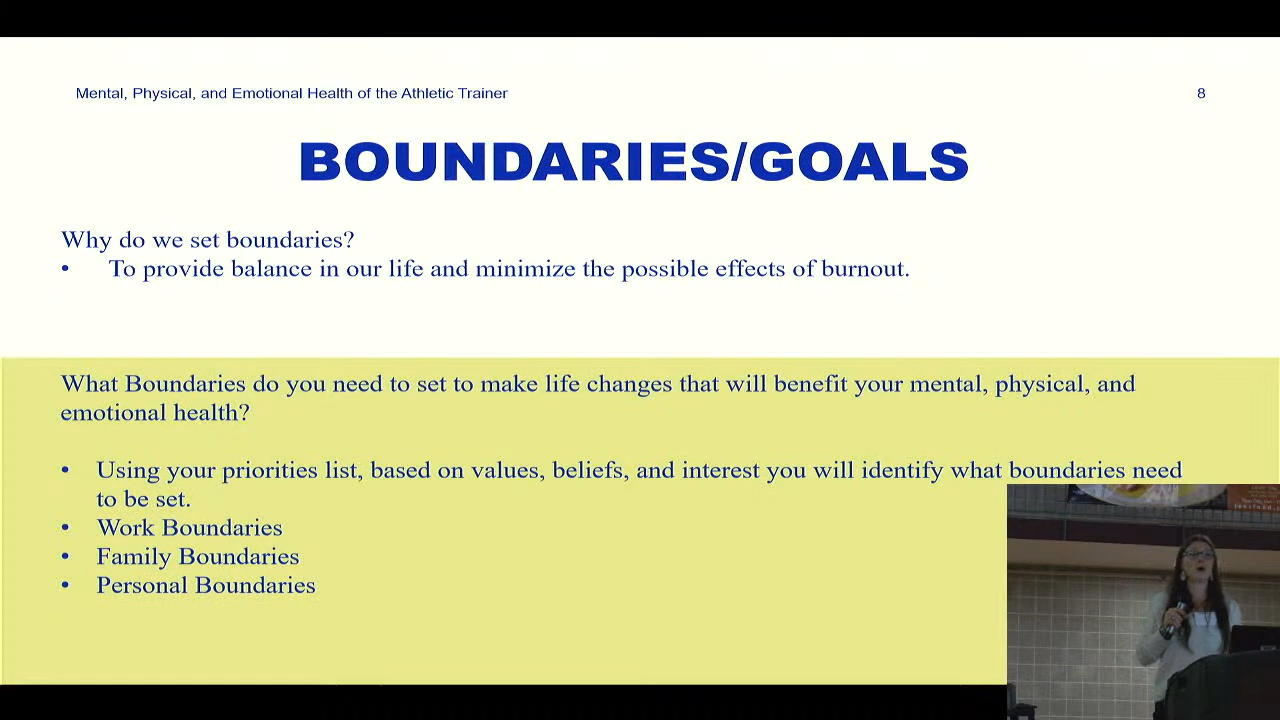 Mental, Physical, and Emotional Health of the Athletic Trainer
8
BOUNDARIES/GOALS
Why do we set boundaries?
• To provide balance in our life and minimize the possible effects of burnout.
What Boundaries do you need to set to make life changes that will benefit your mental, physical, and
emotional health?
• Using your priorities list, based on values, beliefs, and interest you will identify what boundaries need
to be set.
• Work Boundaries
• Family Boundaries
• Personal Boundaries